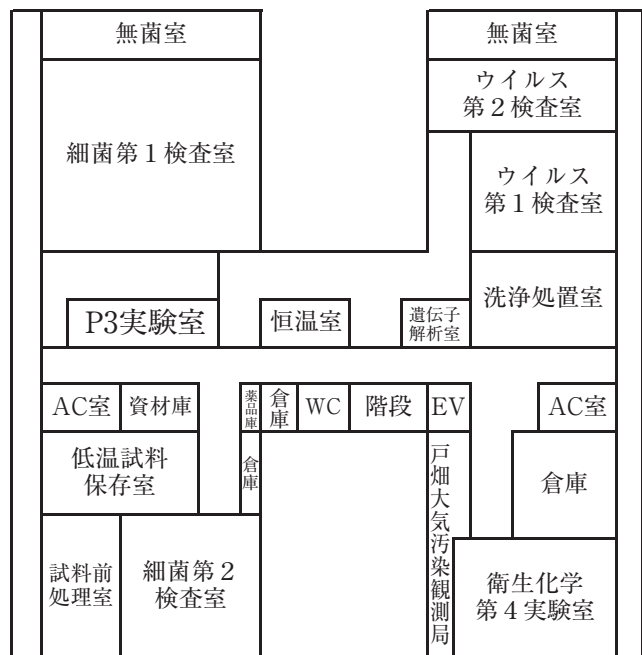 無菌室
無菌室
ウイルス
第2検査室
細菌第1検査室
ウイルス
第1検査室
洗浄処置室
P3実験室
恒温室
遺伝子
解析室
AC室
資材庫
薬品庫
倉庫
WC
階段
EV
AC室
低温試料
保存室
倉庫
戸畑大気汚染観測局
倉庫
試料前
処理室
細菌第2
検査室
衛生化学
第4実験室